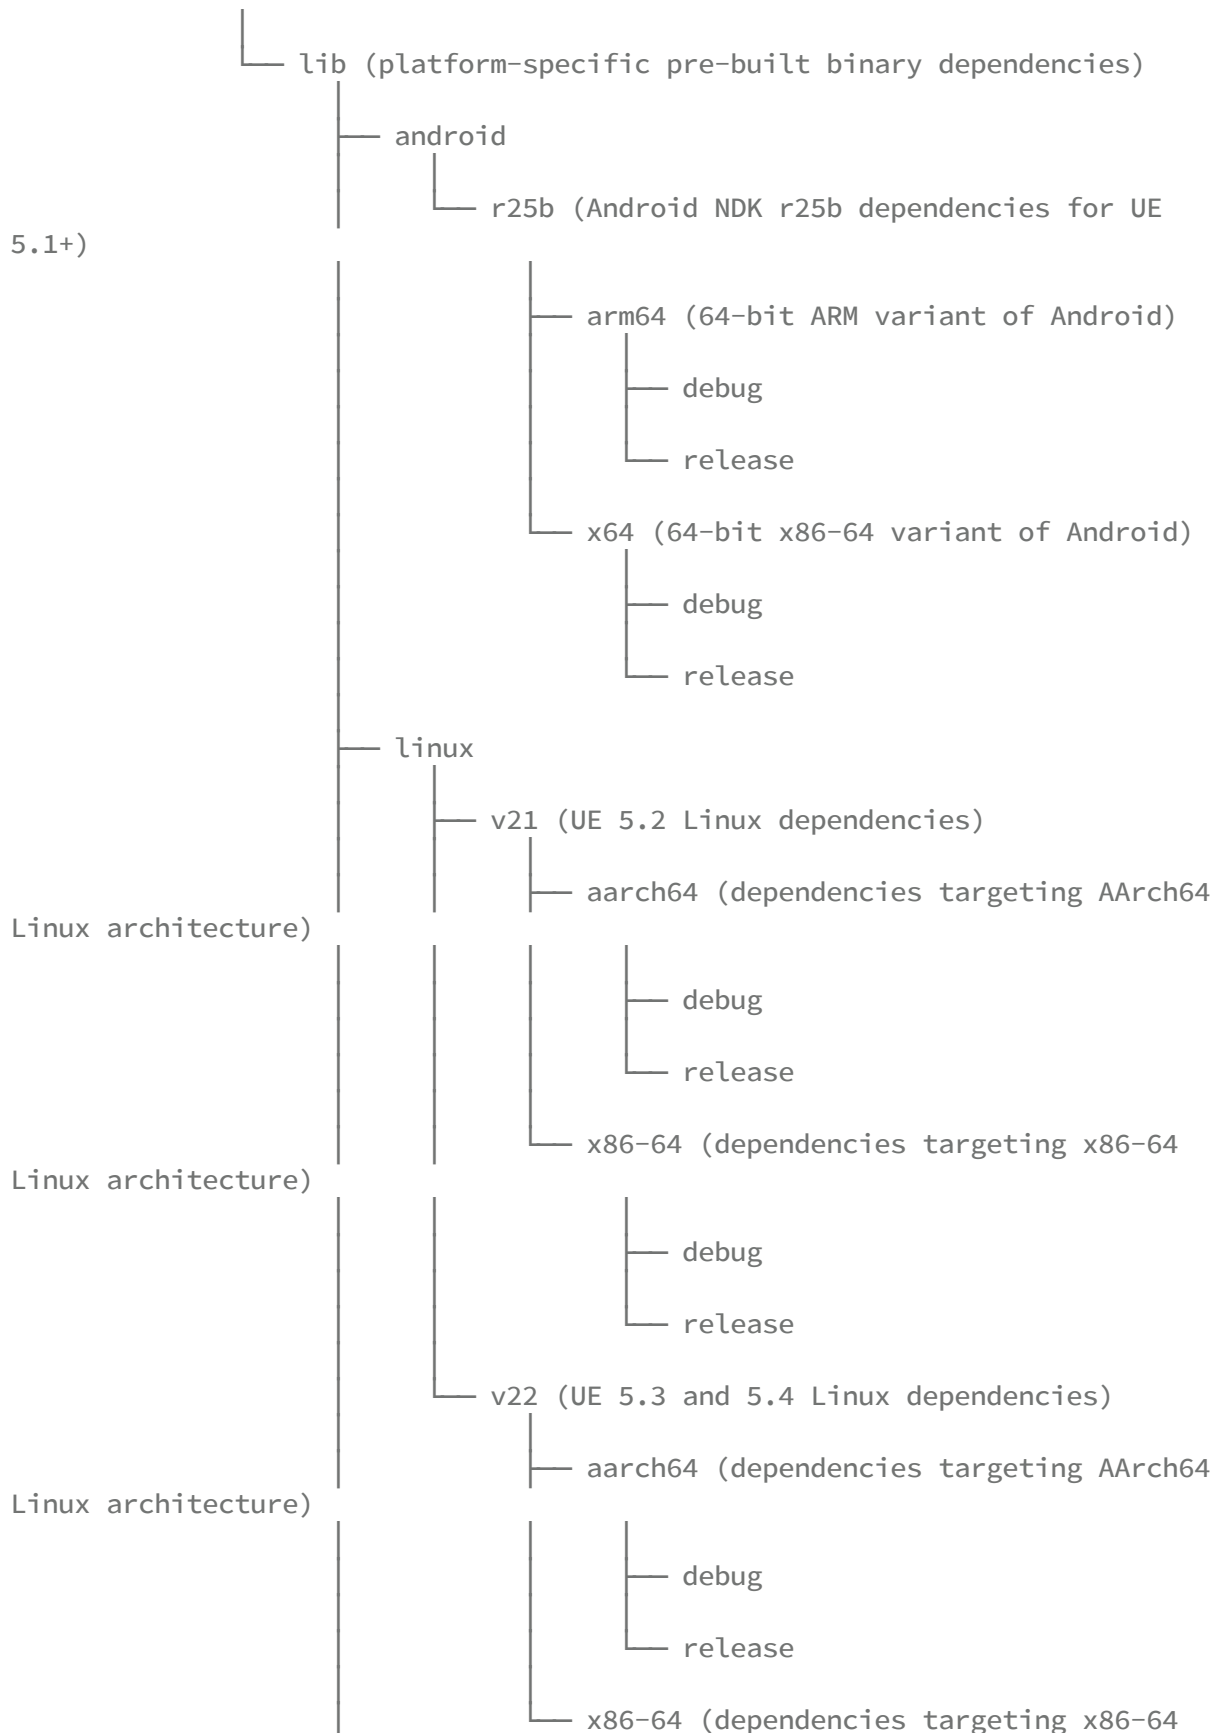 lib (platform-specific pre-built binary dependencies)
android
r25b (Android NDK r25b dependencies for UE
5.1+)
arm64 (64-bit ARM variant of Android)
debug
release
x64 (64-bit x86-64 variant of Android)
debug
release
linux
v21 (UE 5.2 Linux dependencies)
aarch64 (dependencies targeting AArch64
Linux architecture)
debug
release
x86-64 (dependencies targeting x86-64
Linux architecture)
debug
release
v22 (UE 5.3 and 5.4 Linux dependencies)
aarch64 (dependencies targeting AArch64
Linux architecture)
debug
release
x86-64 (dependencies targeting x86-64